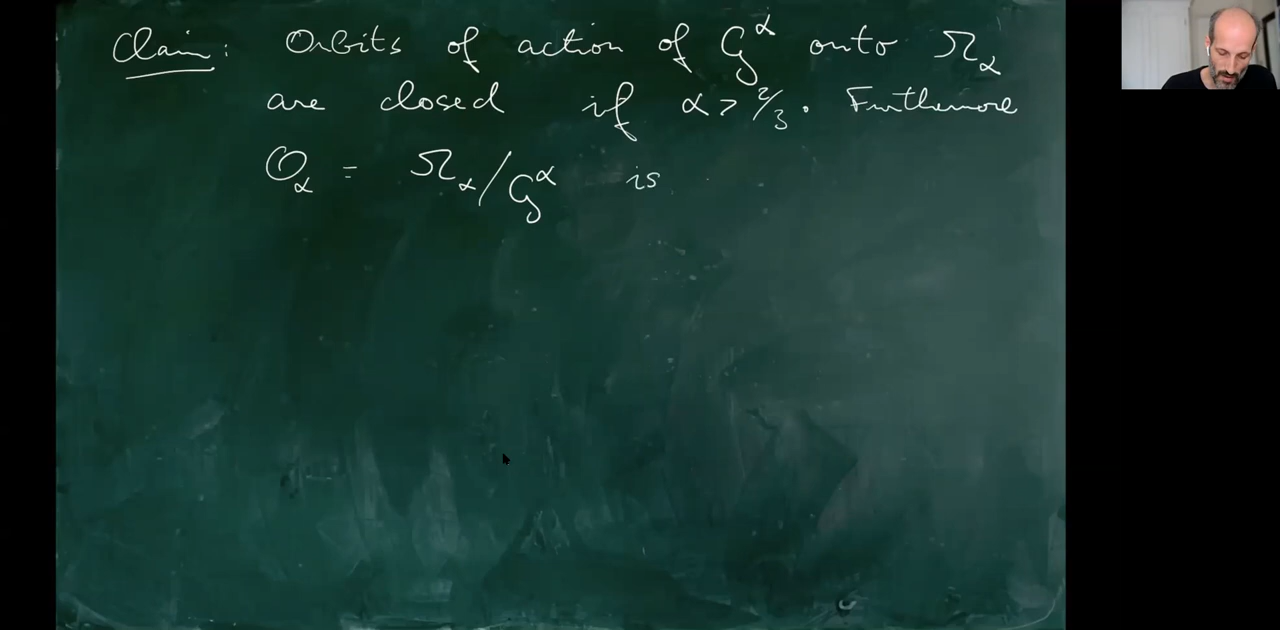 Claim: Orbits of action of 𝒢^α onto Ω_α
are closed if α > 2/3. Furthermore
𝒪_α = Ω_α / 𝒢^α is